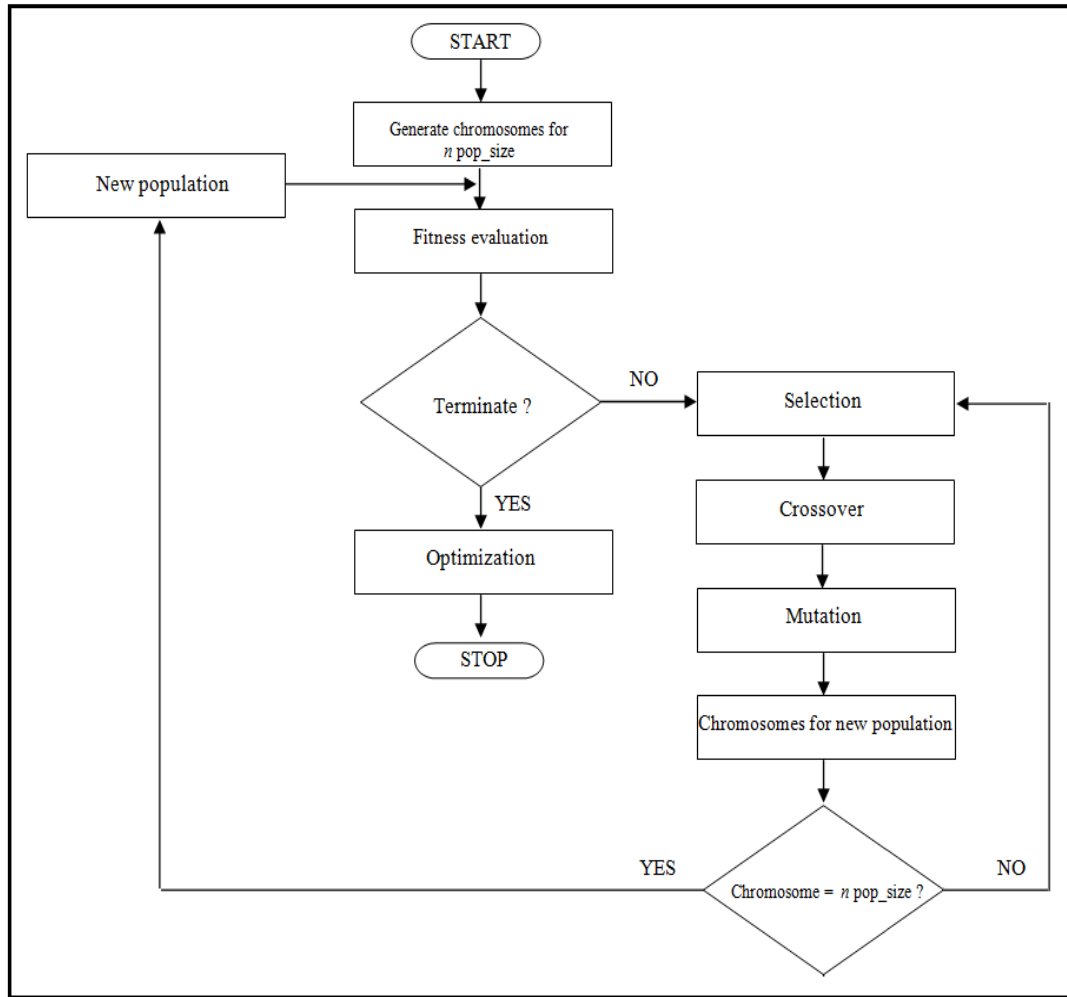 START
Generate chromosomes for
n pop_size
New population
Fitness evaluation
Terminate ?
NO
Selection
YES
Crossover
Optimization
Mutation
STOP
Chromosomes for new population
YES
Chromosome = n pop_size ?
NO